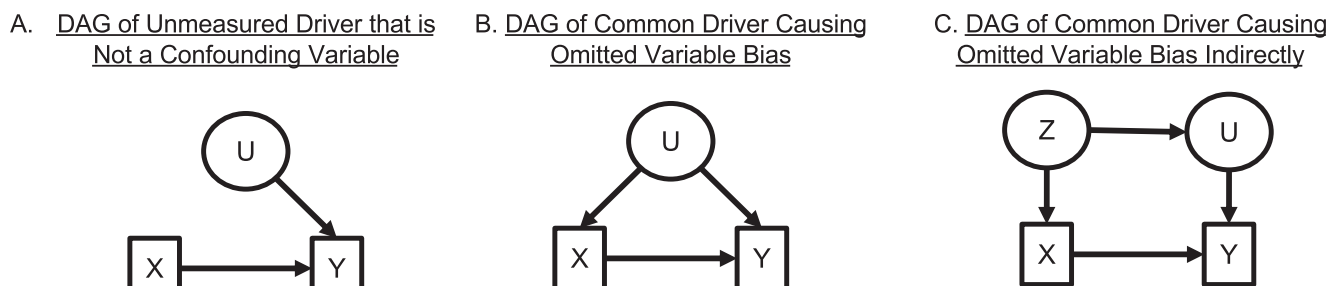 A. DAG of Unmeasured Driver that is
Not a Confounding Variable
U
X
Y
B. DAG of Common Driver Causing
Omitted Variable Bias
U
X
Y
C. DAG of Common Driver Causing
Omitted Variable Bias Indirectly
Z
U
X
Y